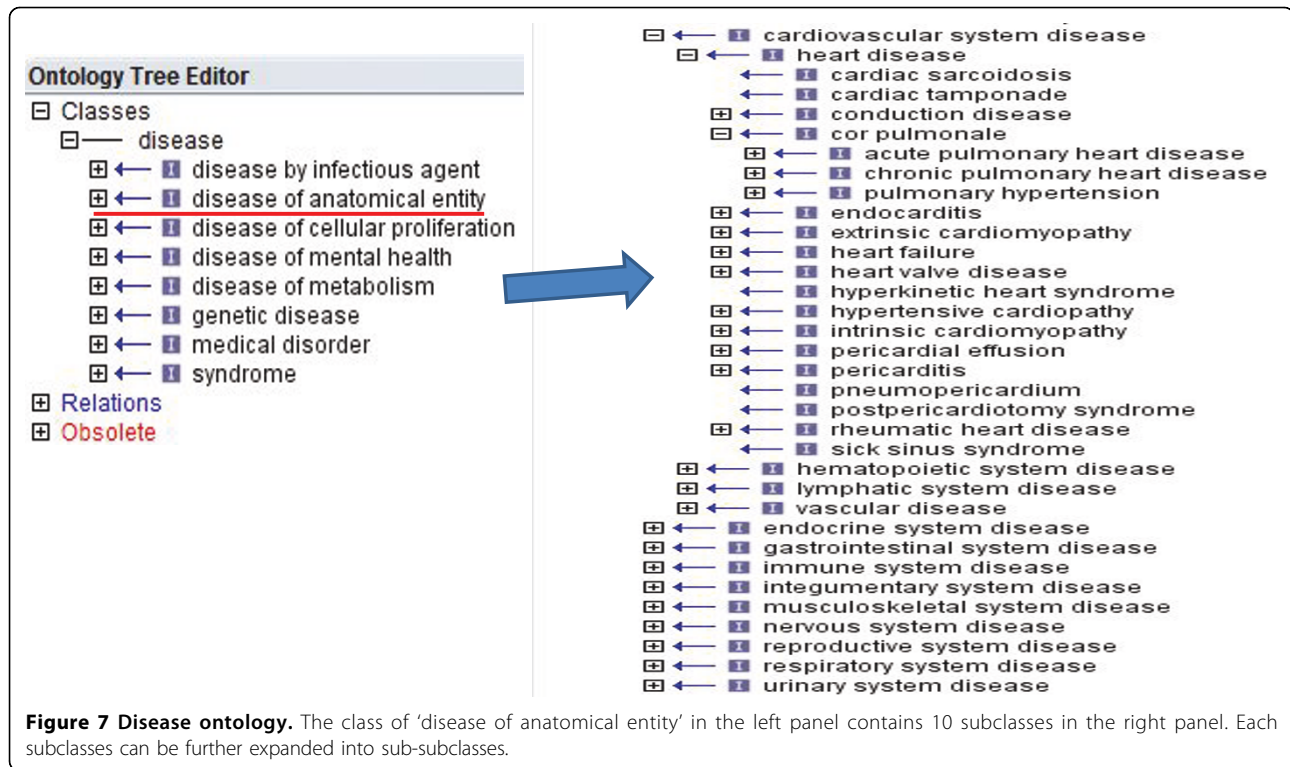 Ontology Tree Editor
Classes
disease
disease by infectious agent
disease of anatomical entity
disease of cellular proliferation
disease of mental health
disease of metabolism
genetic disease
medical disorder
syndrome
Relations
Obsolete
cardiovascular system disease
heart disease
cardiac sarcoidosis
cardiac tamponade
conduction disease
cor pulmonale
acute pulmonary heart disease
chronic pulmonary heart disease
pulmonary hypertension
endocarditis
extrinsic cardiomyopathy
heart failure
heart valve disease
hyperkinetic heart syndrome
hypertensive cardiopathy
intrinsic cardiomyopathy
pericardial effusion
pericarditis
pneumopericardium
postpericardiotomy syndrome
rheumatic heart disease
sick sinus syndrome
hematopoietic system disease
lymphatic system disease
vascular disease
endocrine system disease
gastrointestinal system disease
immune system disease
integumentary system disease
musculoskeletal system disease
nervous system disease
reproductive system disease
respiratory system disease
urinary system disease
Figure 7 Disease ontology. The class of 'disease of anatomical entity' in the left panel contains 10 subclasses in the right panel. Each
subclasses can be further expanded into sub-subclasses.